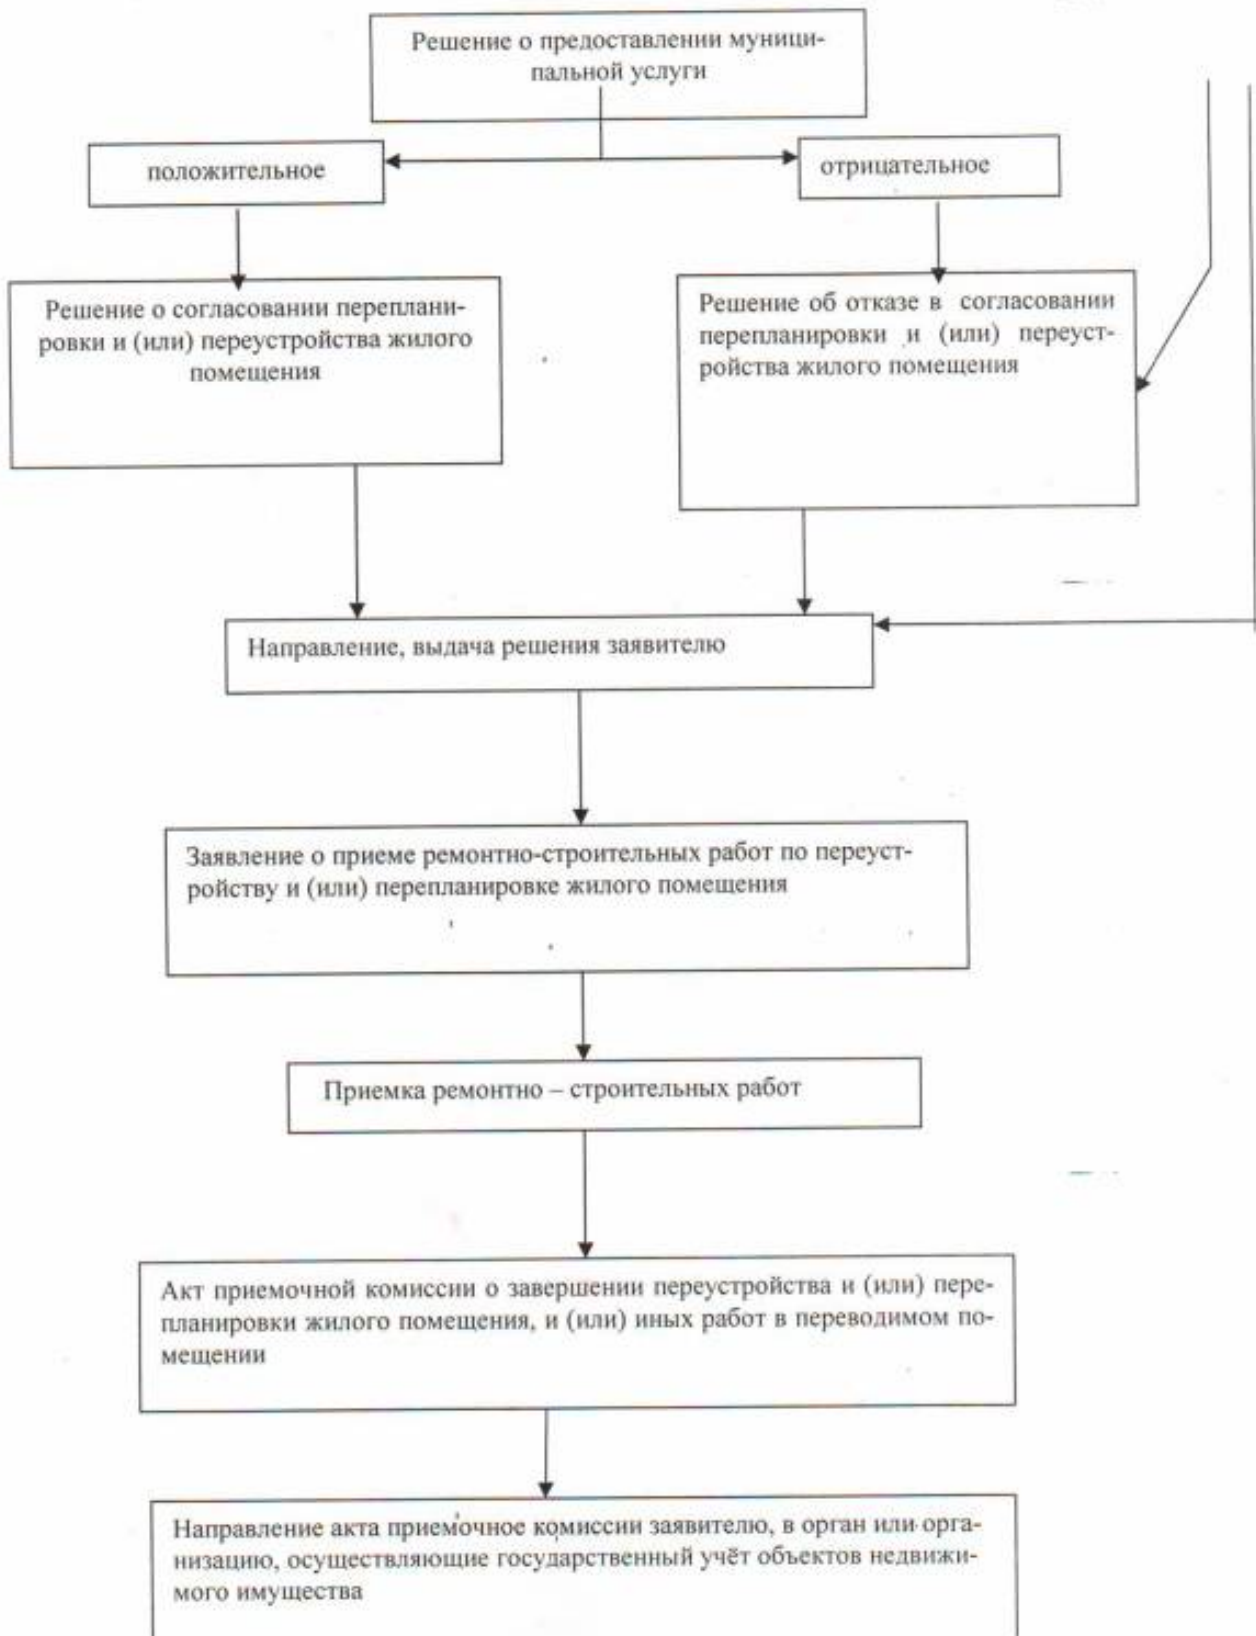 Решение о предоставлении муници-
пальной услуги
положительное
отрицательное
Решение о согласовании переплани-
ровки и (или) переустройства жилого
помещения
Решение об отказе в согласовании
перепланировки и (или) переуст-
ройства жилого помещения
Направление, выдача решения заявителю
Заявление о приеме ремонтно-строительных работ по переуст-
ройству и (или) перепланировке жилого помещения
Приемка ремонтно – строительных работ
Акт приемочной комиссии о завершении переустройства и (или) пере-
планировки жилого помещения, и (или) иных работ в переводимом по-
мещении
Направление акта приемочное комиссии заявителю, в орган или орга-
низацию, осуществляющие государственный учёт объектов недвижи-
мого имущества